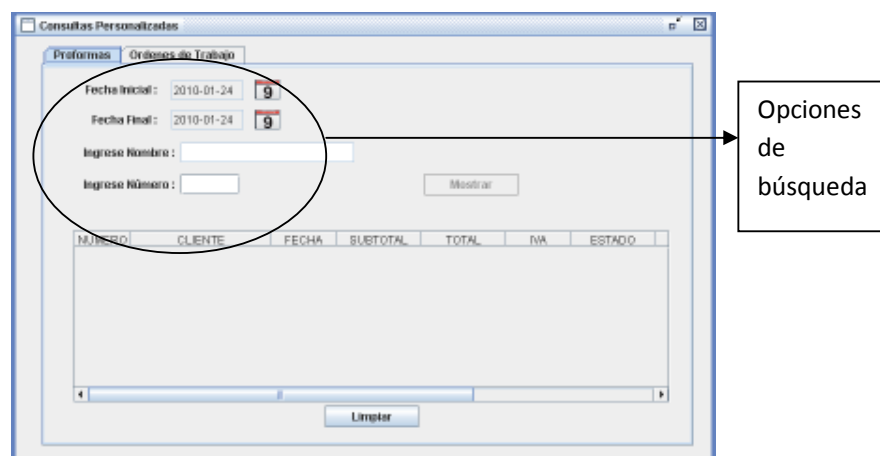 Consultas Personalizadas
Proformas Ordenes de Trabajo
Fecha Inicial : 2010-01-24 9
Fecha Final : 2010-01-24 9
Ingrese Nombre :
Ingrese Número : Mostrar
NUMERO CLIENTE FECHA SUBTOTAL TOTAL IVA ESTADO
Limpiar
Opciones
de
búsqueda